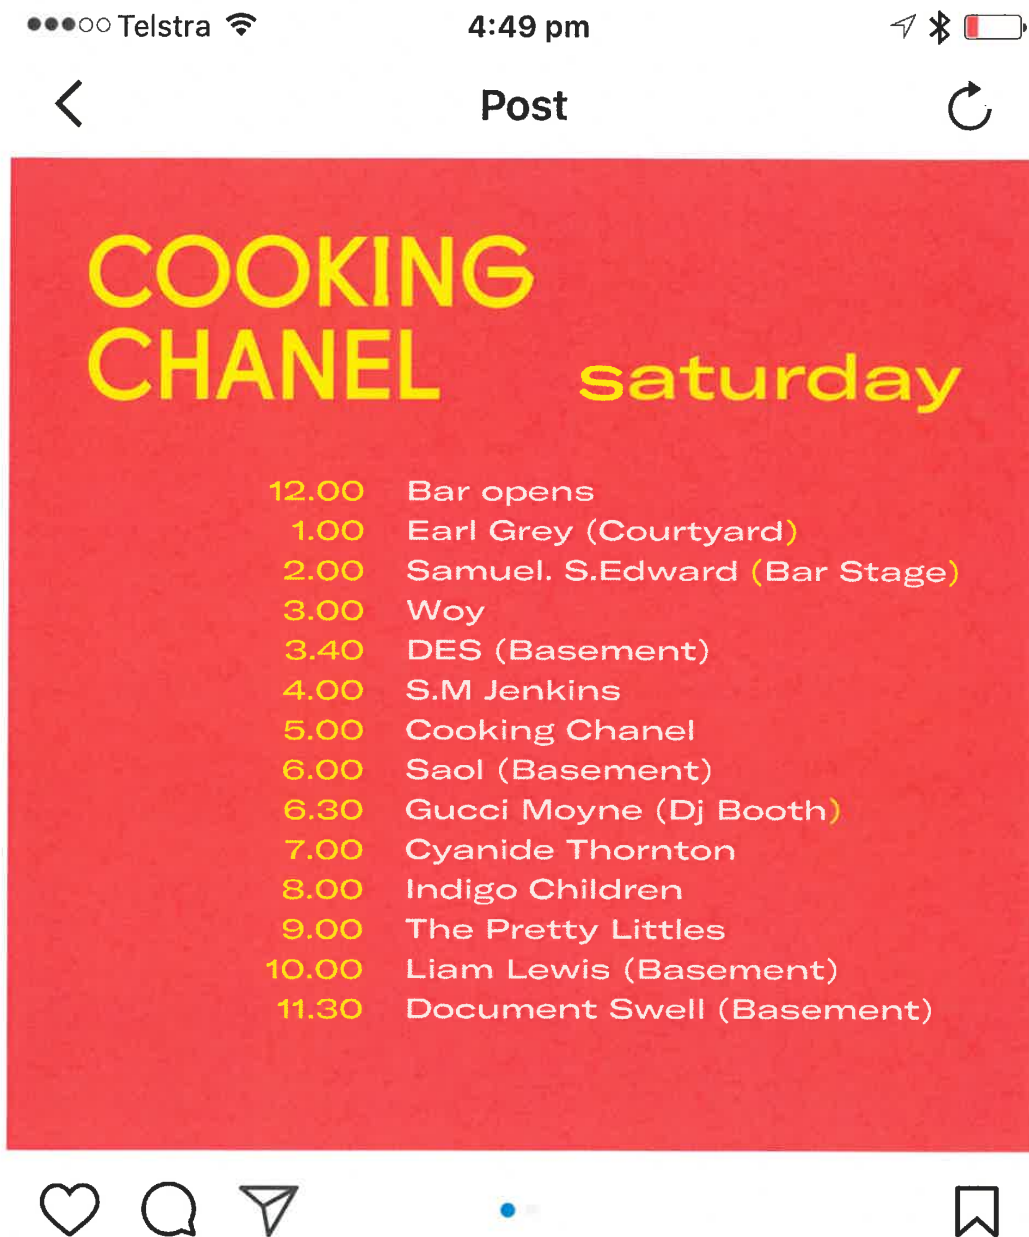 Telstra 4:49 pm
Post
COOKING
CHANEL saturday
12.00 Bar opens
1.00 Earl Grey (Courtyard)
2.00 Samuel. S.Edward (Bar Stage)
3.00 Woy
3.40 DES (Basement)
4.00 S.M Jenkins
5.00 Cooking Chanel
6.00 Saol (Basement)
6.30 Gucci Moyne (Dj Booth)
7.00 Cyanide Thornton
8.00 Indigo Children
9.00 The Pretty Littles
10.00 Liam Lewis (Basement)
11.30 Document Swell (Basement)